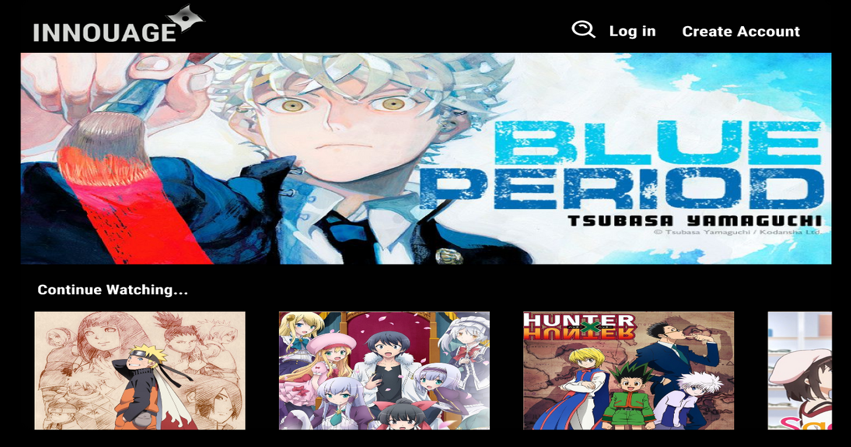 INNOUAGE
Log in
Create Account
BLUE
PERIOD
TSUBASA YAMAGUCHI
© Tsubasa Yamaguchi / Kodansha Ltd.
Continue Watching...
HUNTER
X
HUNTER